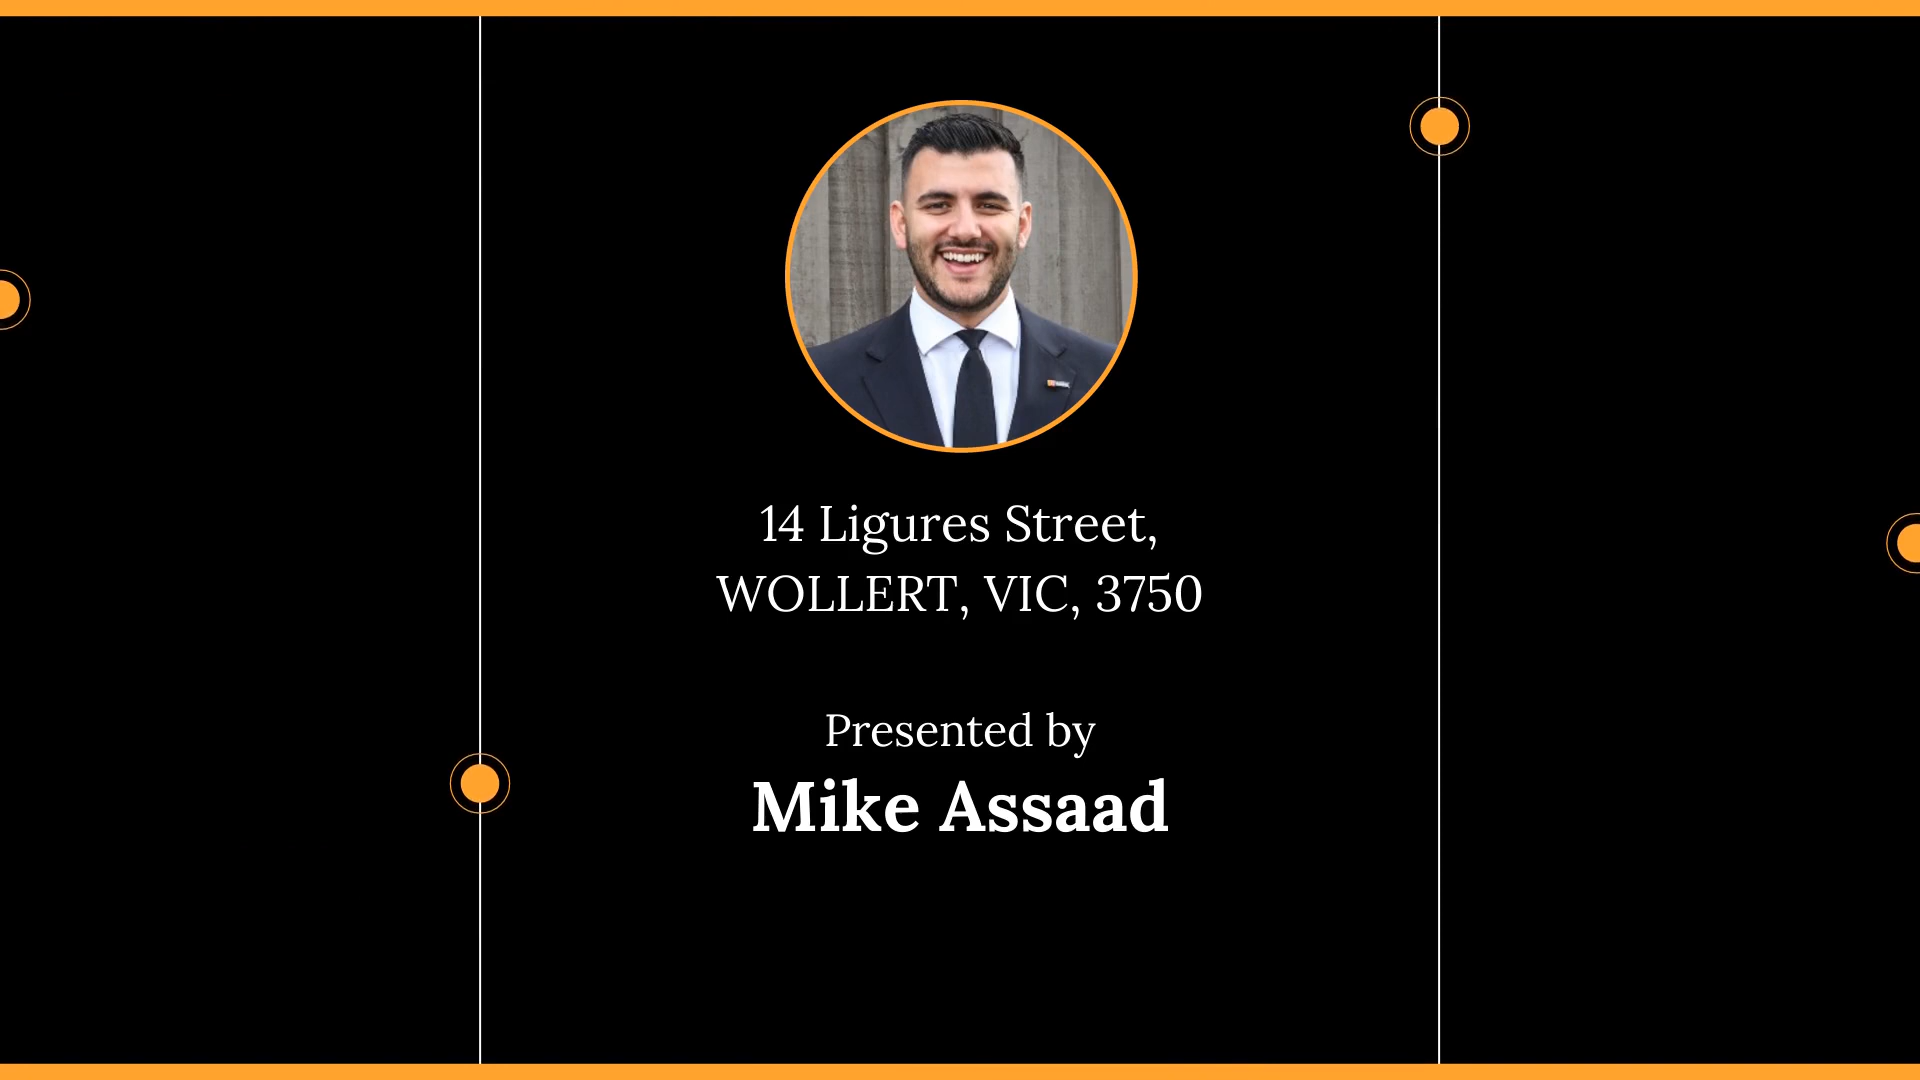 14 Ligures Street,
WOLLERT, VIC, 3750
Presented by
Mike Assaad